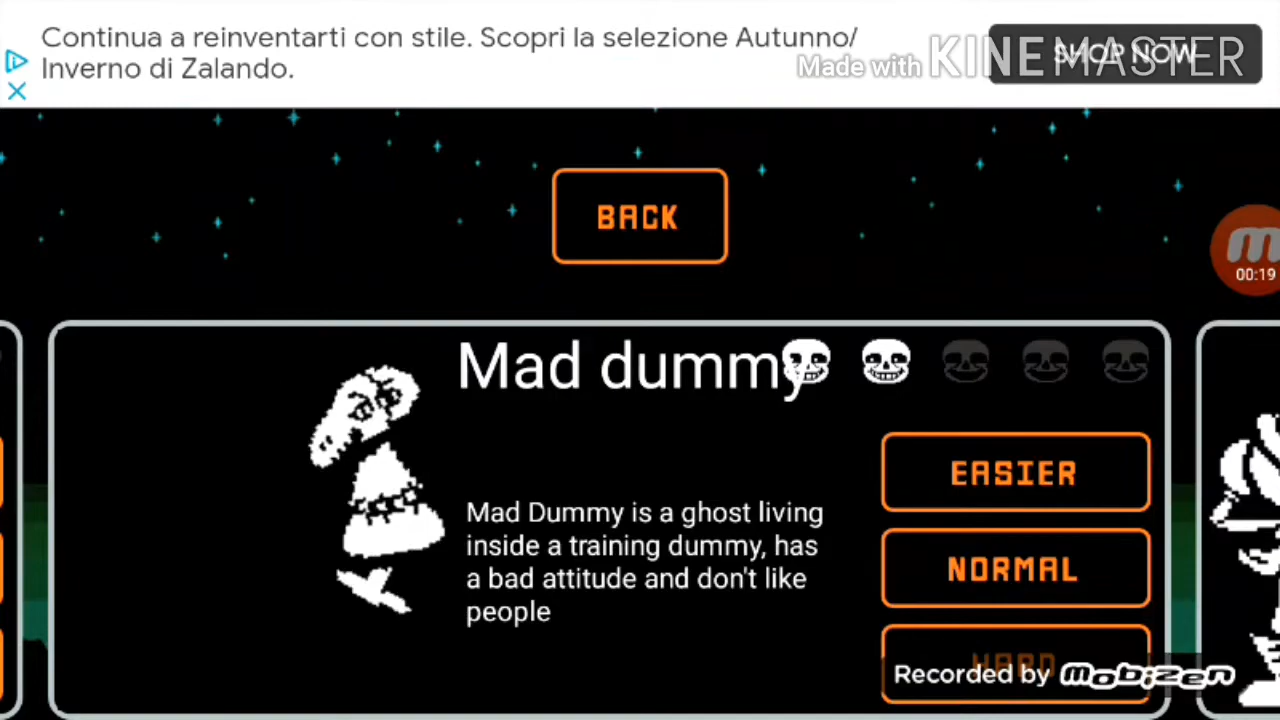 Continua a reinventarti con stile. Scopri la selezione Autunno/
Inverno di Zalando.
SHOP NOW
Made with KINEMASTER
BACK
00:19
Mad dummy
EASIER
Mad Dummy is a ghost living
inside a training dummy, has
a bad attitude and don't like
people
NORMAL
HARD
Recorded by mobizen